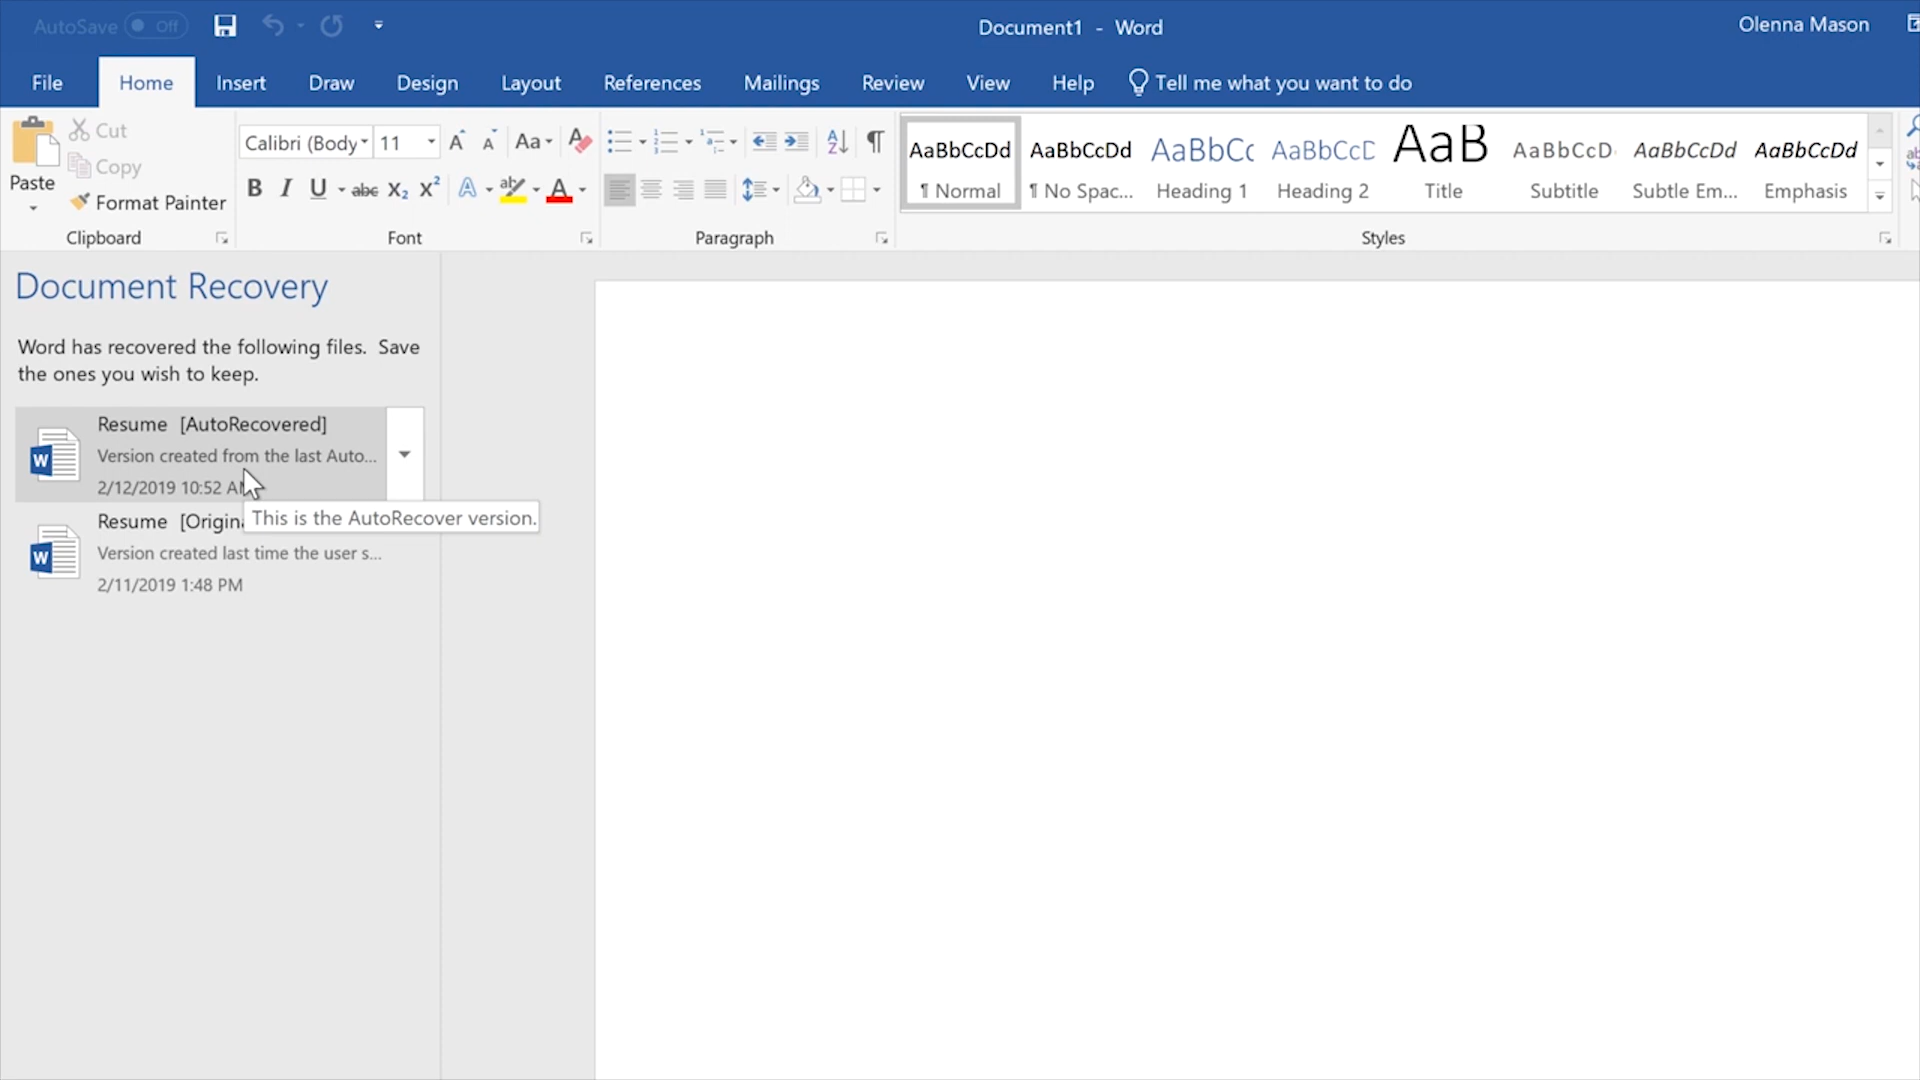 AutoSave Off
Document1 - Word
Olenna Mason
File Home Insert Draw Design Layout References Mailings Review View Help Tell me what you want to do
Paste
Cut
Copy
Format Painter
Clipboard
Calibri (Body 11
Font
Paragraph
AaBbCcDd AaBbCcDd AaBbCc AaBbCcD AaB AaBbCcD AaBbCcDd AaBbCcDd
¶ Normal ¶ No Spac... Heading 1 Heading 2 Title Subtitle Subtle Em... Emphasis
Styles
Document Recovery
Word has recovered the following files. Save
the ones you wish to keep.
Resume [AutoRecovered]
Version created from the last Auto...
2/12/2019 10:52 AM
This is the AutoRecover version.
Resume [Origina
Version created last time the user s...
2/11/2019 1:48 PM